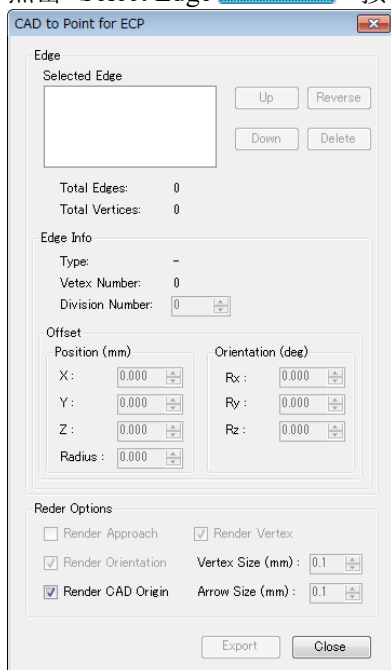 "Select Edge
CAD to Point for ECP
Edge
Selected Edge
Up Reverse
Down Delete
Total Edges: 0
Total Vertices: 0
Edge Info
Type: -
Vetex Number: 0
Division Number: 0
Offset
Position (mm) Orientation (deg)
X : 0.000 Rx : 0.000
Y : 0.000 Ry : 0.000
Z : 0.000 Rz : 0.000
Radius : 0.000
Reder Options
Render Approach Render Vertex
Render Orientation Vertex Size (mm) : 0.1
Render CAD Origin Arrow Size (mm) : 0.1
Export Close